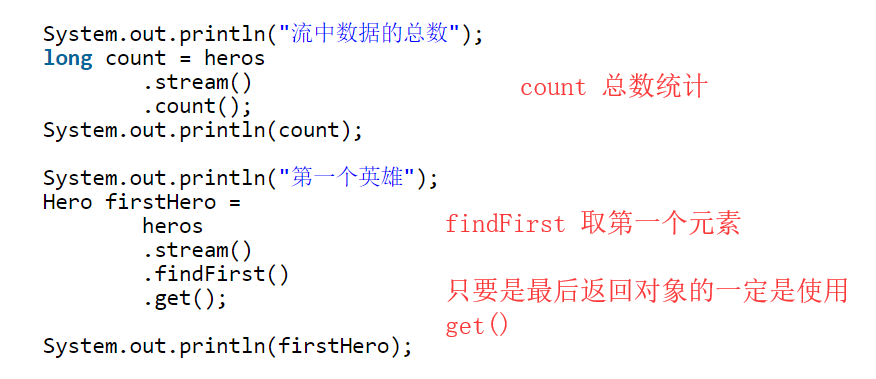 System.out.println("流中数据的总数");
long count = heros
.stream()
.count();
count 总数统计
System.out.println(count);
System.out.println("第一个英雄");
Hero firstHero =
heros
.stream()
.findFirst()
.get();
findFirst 取第一个元素
只要是最后返回对象的一定是使用
get()
System.out.println(firstHero);